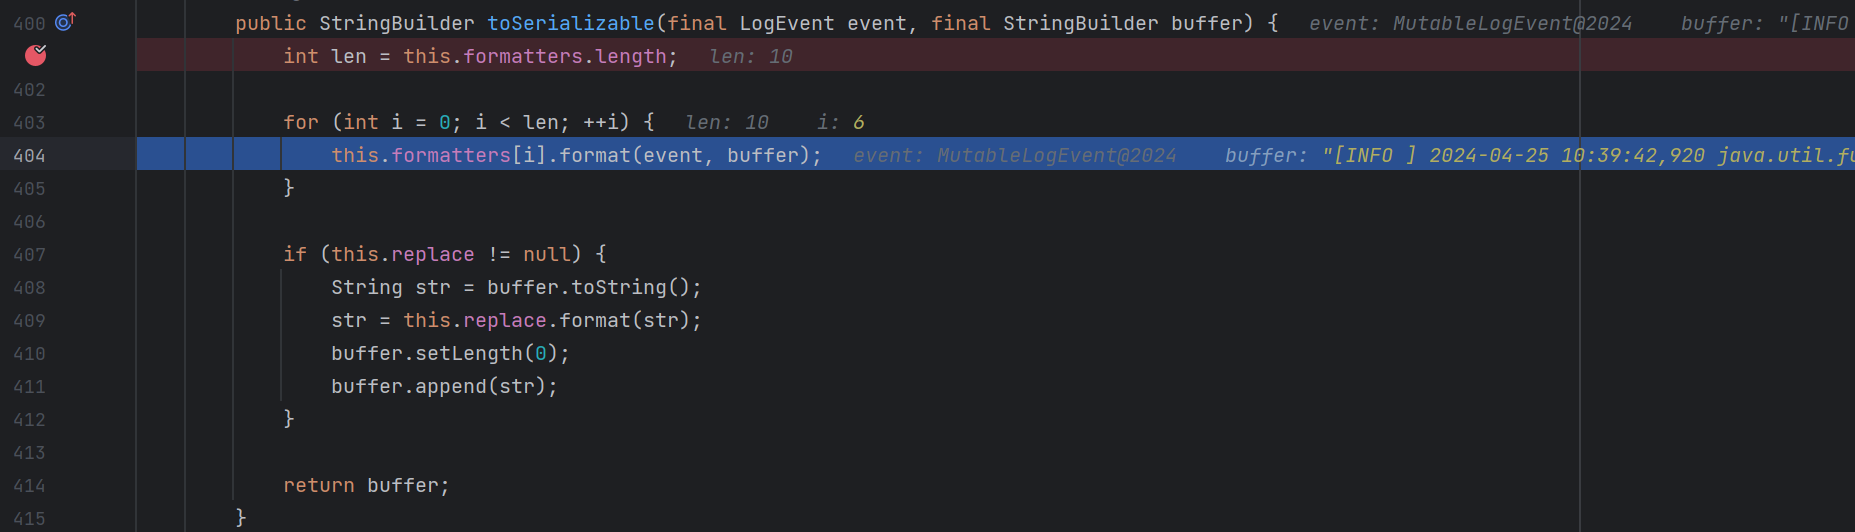 400 public StringBuilder toSerializable(final LogEvent event, final StringBuilder buffer) { event: MutableLogEvent@2024 buffer: "[INFO
int len = this.formatters.length; len: 10
402
403 for (int i = 0; i < len; ++i) { len: 10 i: 6
404 this.formatters[i].format(event, buffer); event: MutableLogEvent@2024 buffer: "[INFO ] 2024-04-25 10:39:42,920 java.util.fu
405 }
406
407 if (this.replace != null) {
408 String str = buffer.toString();
409 str = this.replace.format(str);
410 buffer.setLength(0);
411 buffer.append(str);
412 }
413
414 return buffer;
415 }